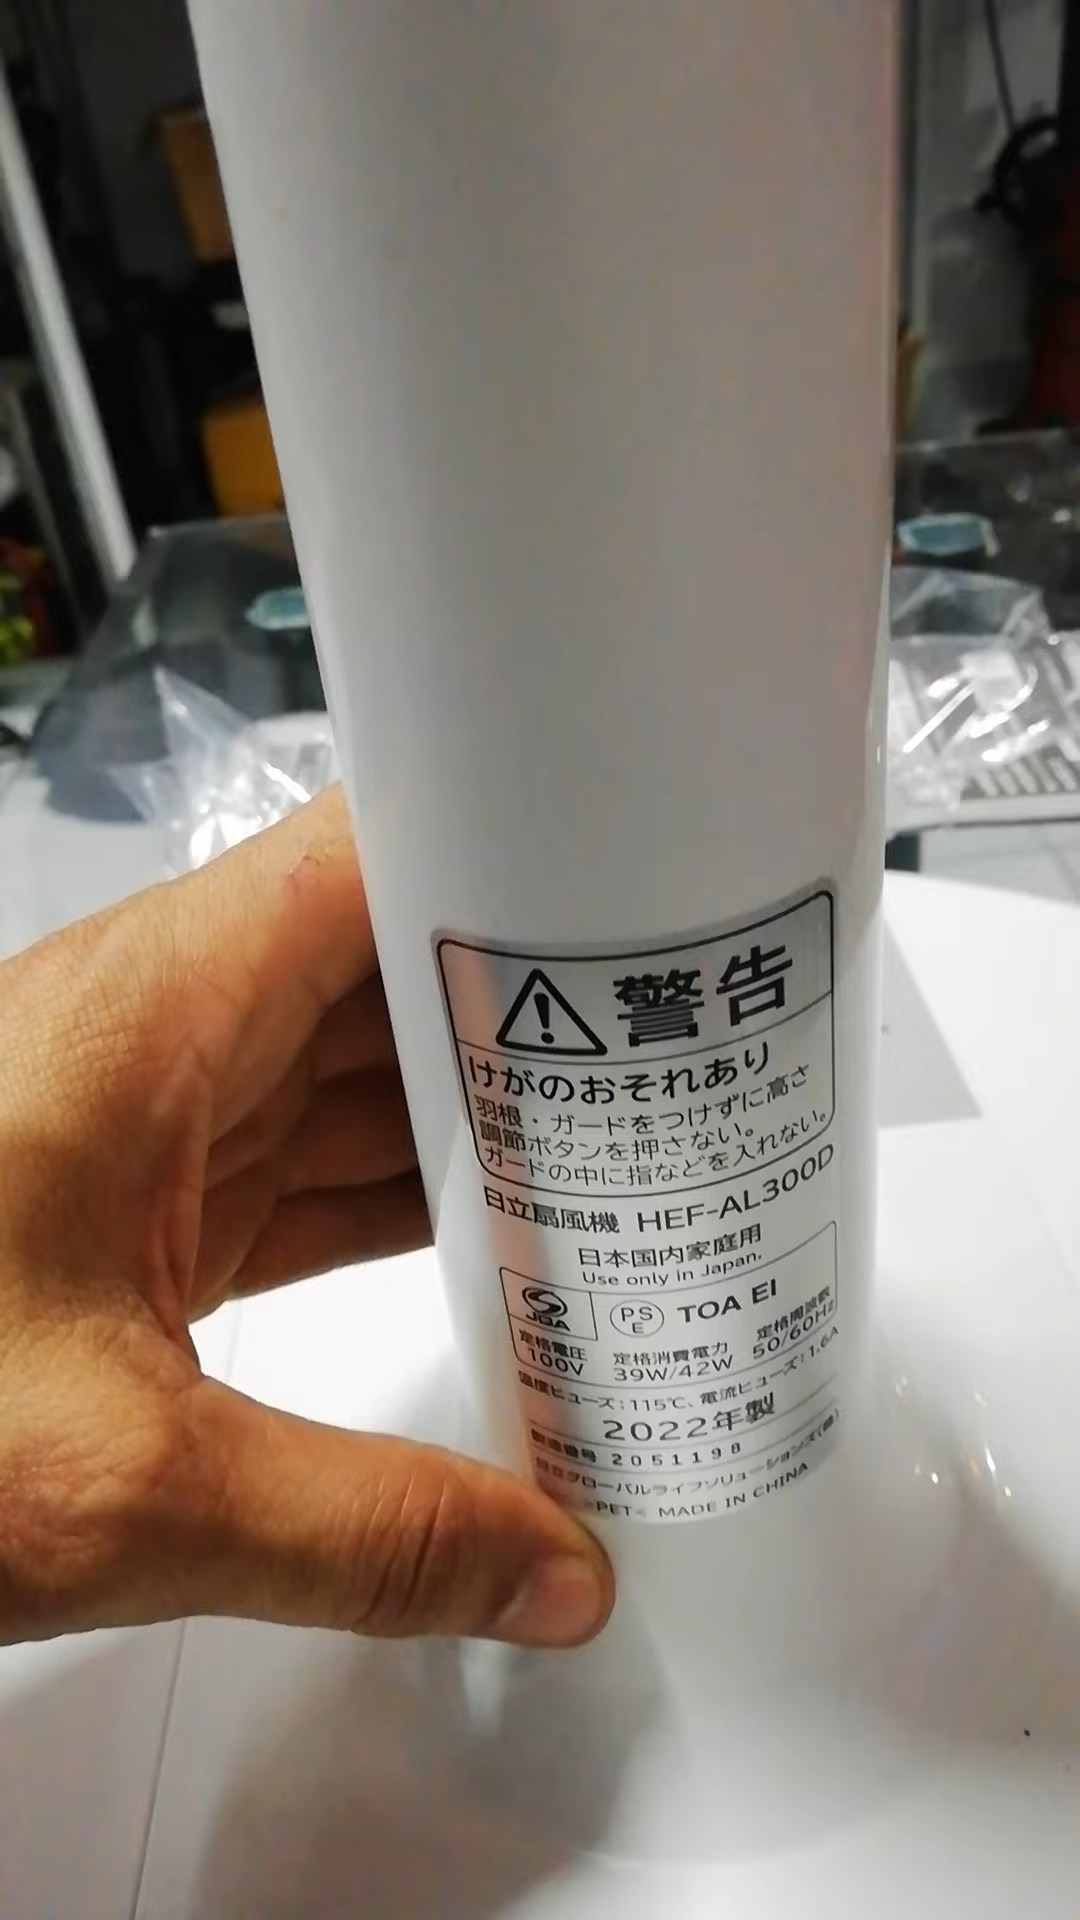 警告
けがのおそれあり
羽根・ガードをつけずに高さ
調節ボタンを押さない。
ガードの中に指などを入れない。
日立扇風機 HEF-AL300D
日本国内家庭用
Use only in Japan.
JQA PS E TOA EI
定格電圧 定格消費電力 定格周波数
100V 39W/42W 50/60Hz
温度ヒューズ:115℃、電流ヒューズ:1.6A
2022年製
製造番号 2051198
日立グローバルライフソリューションズ(株)
>PET< MADE IN CHINA